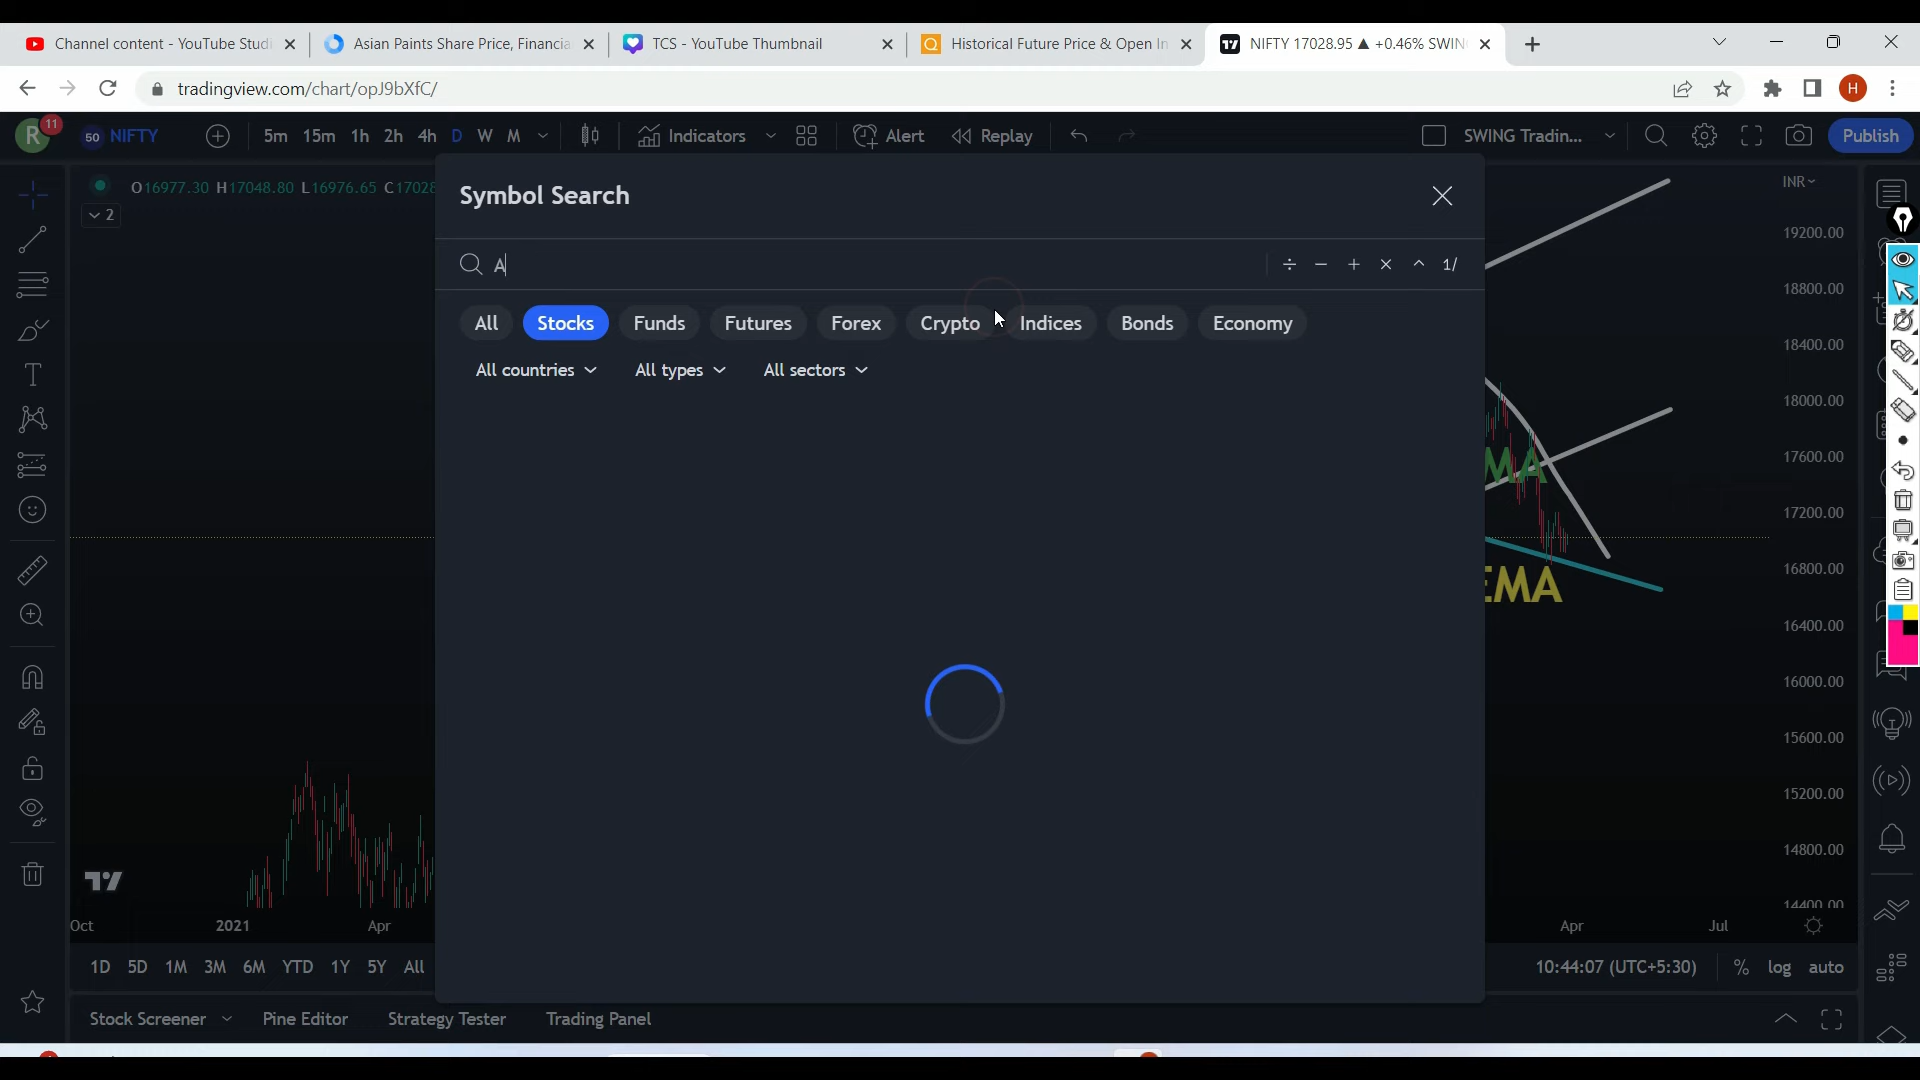 Channel content - YouTube Studi
Asian Paints Share Price, Financia
TCS - YouTube Thumbnail
Historical Future Price & Open In
NIFTY 17028.95 ▲ +0.46% SWIN
tradingview.com/chart/opJ9bXfC/
H
R
11
50 NIFTY
5m 15m 1h 2h 4h D W M
Indicators
Alert
Replay
SWING Tradin...
Publish
O16977.30 H17048.80 L16976.65 C17028
2
Symbol Search
A
÷ − + × ^ 1/
All Stocks Funds Futures Forex Crypto Indices Bonds Economy
All countries All types All sectors
INR
19200.00
18800.00
18400.00
18000.00
17600.00
17200.00
16800.00
16400.00
16000.00
15600.00
15200.00
14800.00
14400.00
MA
EMA
Oct 2021 Apr
Apr Jul
1D 5D 1M 3M 6M YTD 1Y 5Y All
10:44:07 (UTC+5:30) % log auto
Stock Screener Pine Editor Strategy Tester Trading Panel